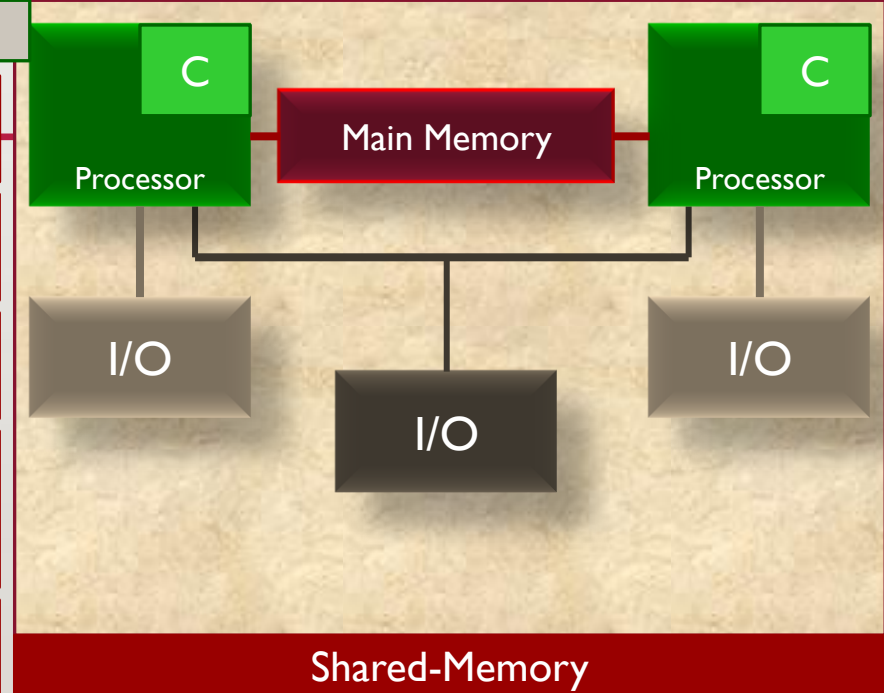 C
C
Main Memory
Processor
Processor
I/O
I/O
I/O
Shared-Memory